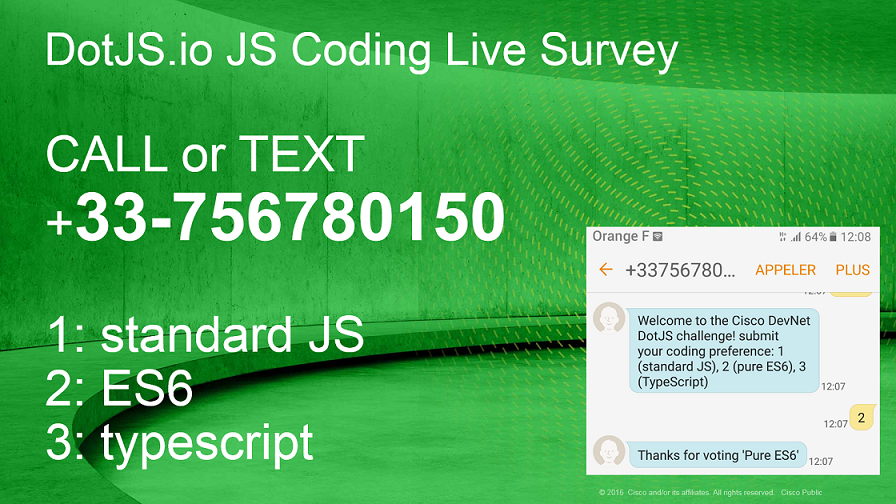 DotJS.io JS Coding Live Survey
CALL or TEXT
+33-756780150
1: standard JS
2: ES6
3: typescript
Orange F 64% 12:08
← +33756780... APPELER PLUS
12:07
Welcome to the Cisco DevNet
DotJS challenge! submit
your coding preference: 1
(standard JS), 2 (pure ES6), 3
(TypeScript)
12:07
12:07 2
Thanks for voting 'Pure ES6'
12:07
© 2016 Cisco and/or its affiliates. All rights reserved. Cisco Public